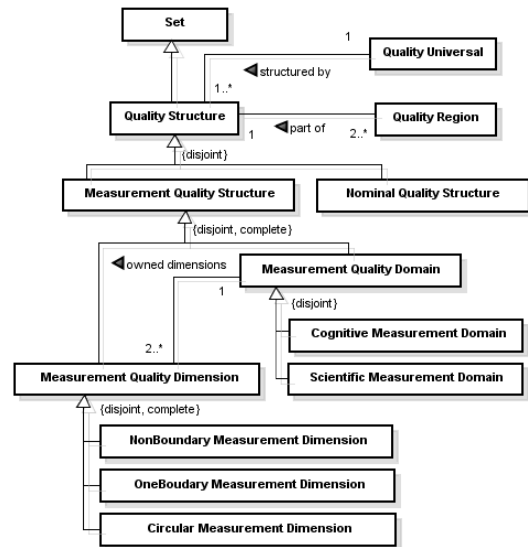 Set
1
Quality Universal
structured by
1..*
Quality Structure
1
part of
2..*
Quality Region
{disjoint}
Measurement Quality Structure
Nominal Quality Structure
{disjoint, complete}
owned dimensions
Measurement Quality Domain
1
{disjoint}
Cognitive Measurement Domain
2..*
Measurement Quality Dimension
Scientific Measurement Domain
{disjoint, complete}
NonBoundary Measurement Dimension
OneBoudary Measurement Dimension
Circular Measurement Dimension